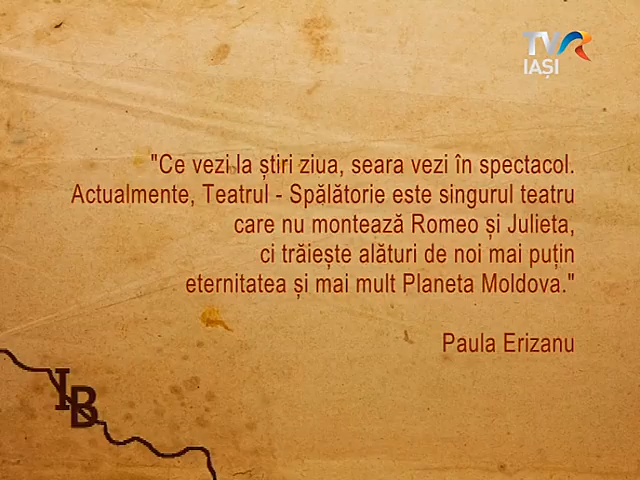 TVR
IAȘI
"Ce vezi la știri ziua, seara vezi în spectacol.
Actualmente, Teatrul - Spălătorie este singurul teatru
care nu montează Romeo și Julieta,
ci trăiește alături de noi mai puțin
eternitatea și mai mult Planeta Moldova."
Paula Erizanu
IB